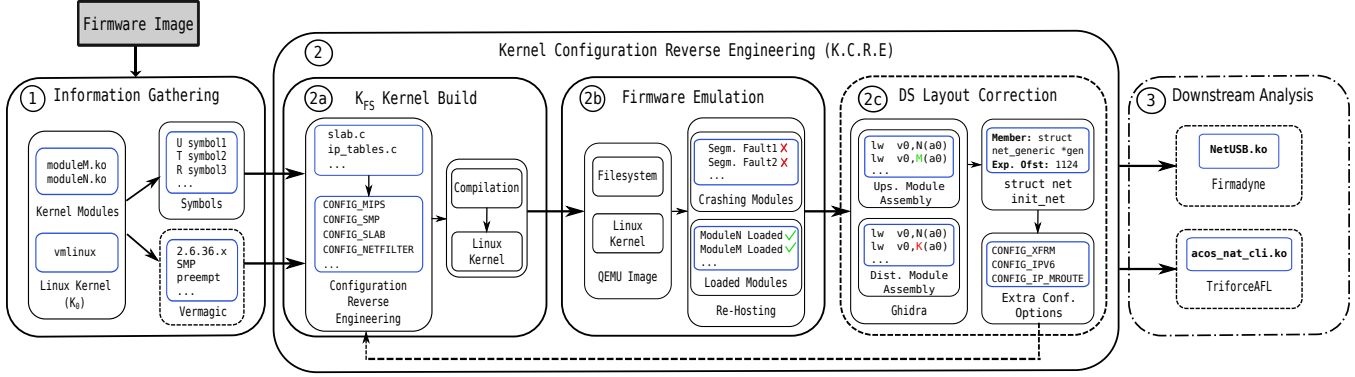 Firmware Image
1 Information Gathering
moduleM.ko
moduleN.ko
Kernel Modules
vmlinux
Linux Kernel
(K0)
U symbol1
T symbol2
R symbol3
...
Symbols
2.6.36.x
SMP
preempt
...
Vermagic
2 Kernel Configuration Reverse Engineering (K.C.R.E)
2a KFS Kernel Build
slab.c
ip_tables.c
...
CONFIG_MIPS
CONFIG_SMP
CONFIG_SLAB
CONFIG_NETFILTER
...
Configuration
Reverse
Engineering
Compilation
Linux
Kernel
2b Firmware Emulation
Filesystem
Linux
Kernel
QEMU Image
Segm. Fault1 ✗
Segm. Fault2 ✗
...
Crashing Modules
ModuleN Loaded ✓
ModuleM Loaded ✓
...
Loaded Modules
Re-Hosting
2c DS Layout Correction
lw v0,N(a0)
lw v0,M(a0)
...
Ups. Module
Assembly
lw v0,N(a0)
lw v0,K(a0)
...
Dist. Module
Assembly
Ghidra
Member: struct
net_generic *gen
Exp. Ofst: 1124
struct net
init_net
CONFIG_XFRM
CONFIG_IPV6
CONFIG_IP_MROUTE
Extra Conf.
Options
3 Downstream Analysis
NetUSB.ko
Firmadyne
acos_nat_cli.ko
TriforceAFL